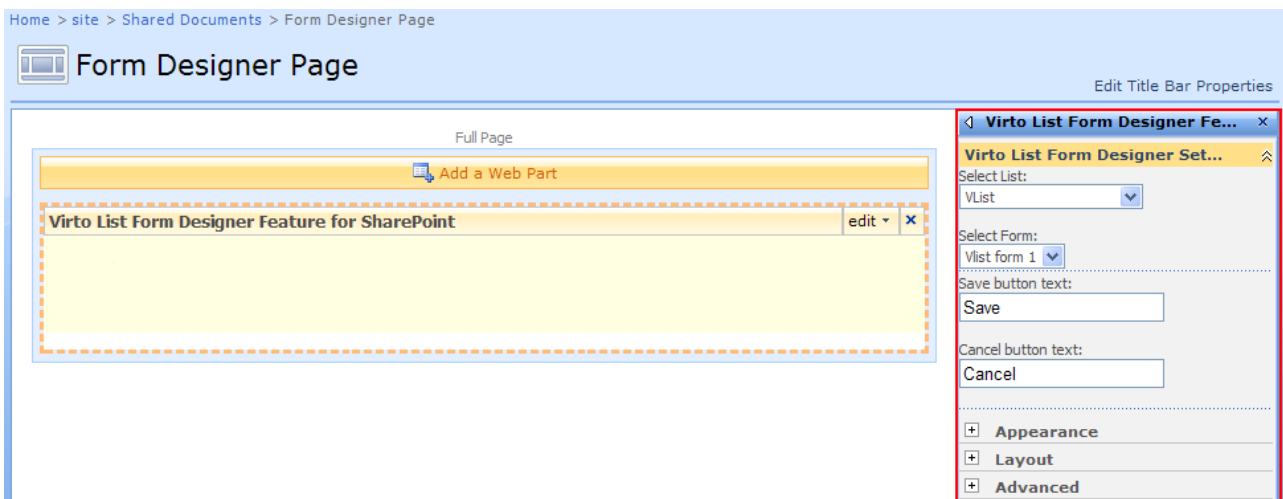 Home > site > Shared Documents > Form Designer Page
Form Designer Page
Edit Title Bar Properties
Full Page
Add a Web Part
Virto List Form Designer Feature for SharePoint
edit
Virto List Form Designer Fe...
Virto List Form Designer Set...
Select List:
VList
Select Form:
Vlist form 1
Save button text:
Save
Cancel button text:
Cancel
Appearance
Layout
Advanced